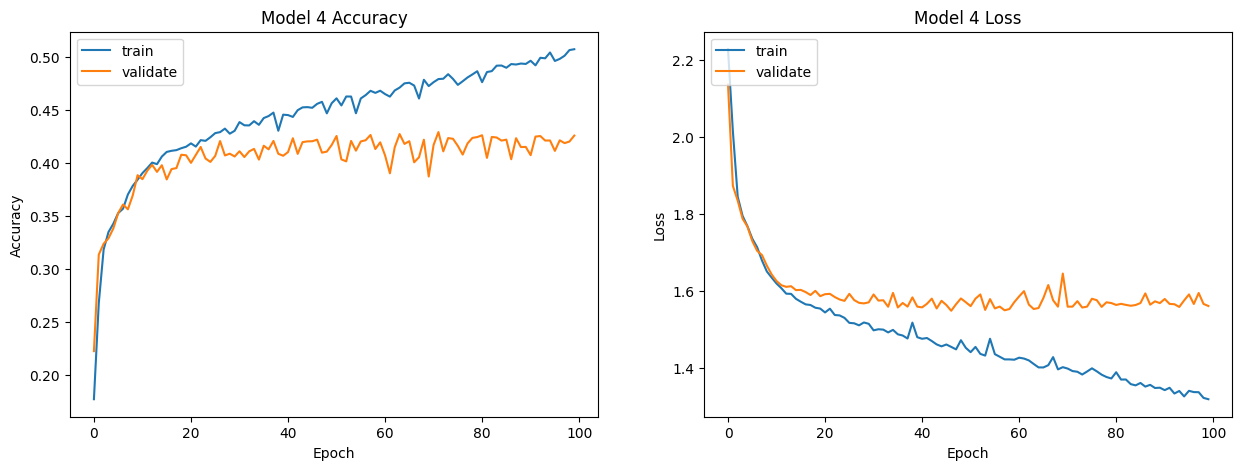 Model 4 Accuracy
train
validate
0.50
0.45
0.40
0.35
0.30
0.25
0.20
Accuracy
0
20
40
60
80
100
Epoch
Model 4 Loss
train
validate
2.2
2.0
1.8
1.6
1.4
Loss
0
20
40
60
80
100
Epoch